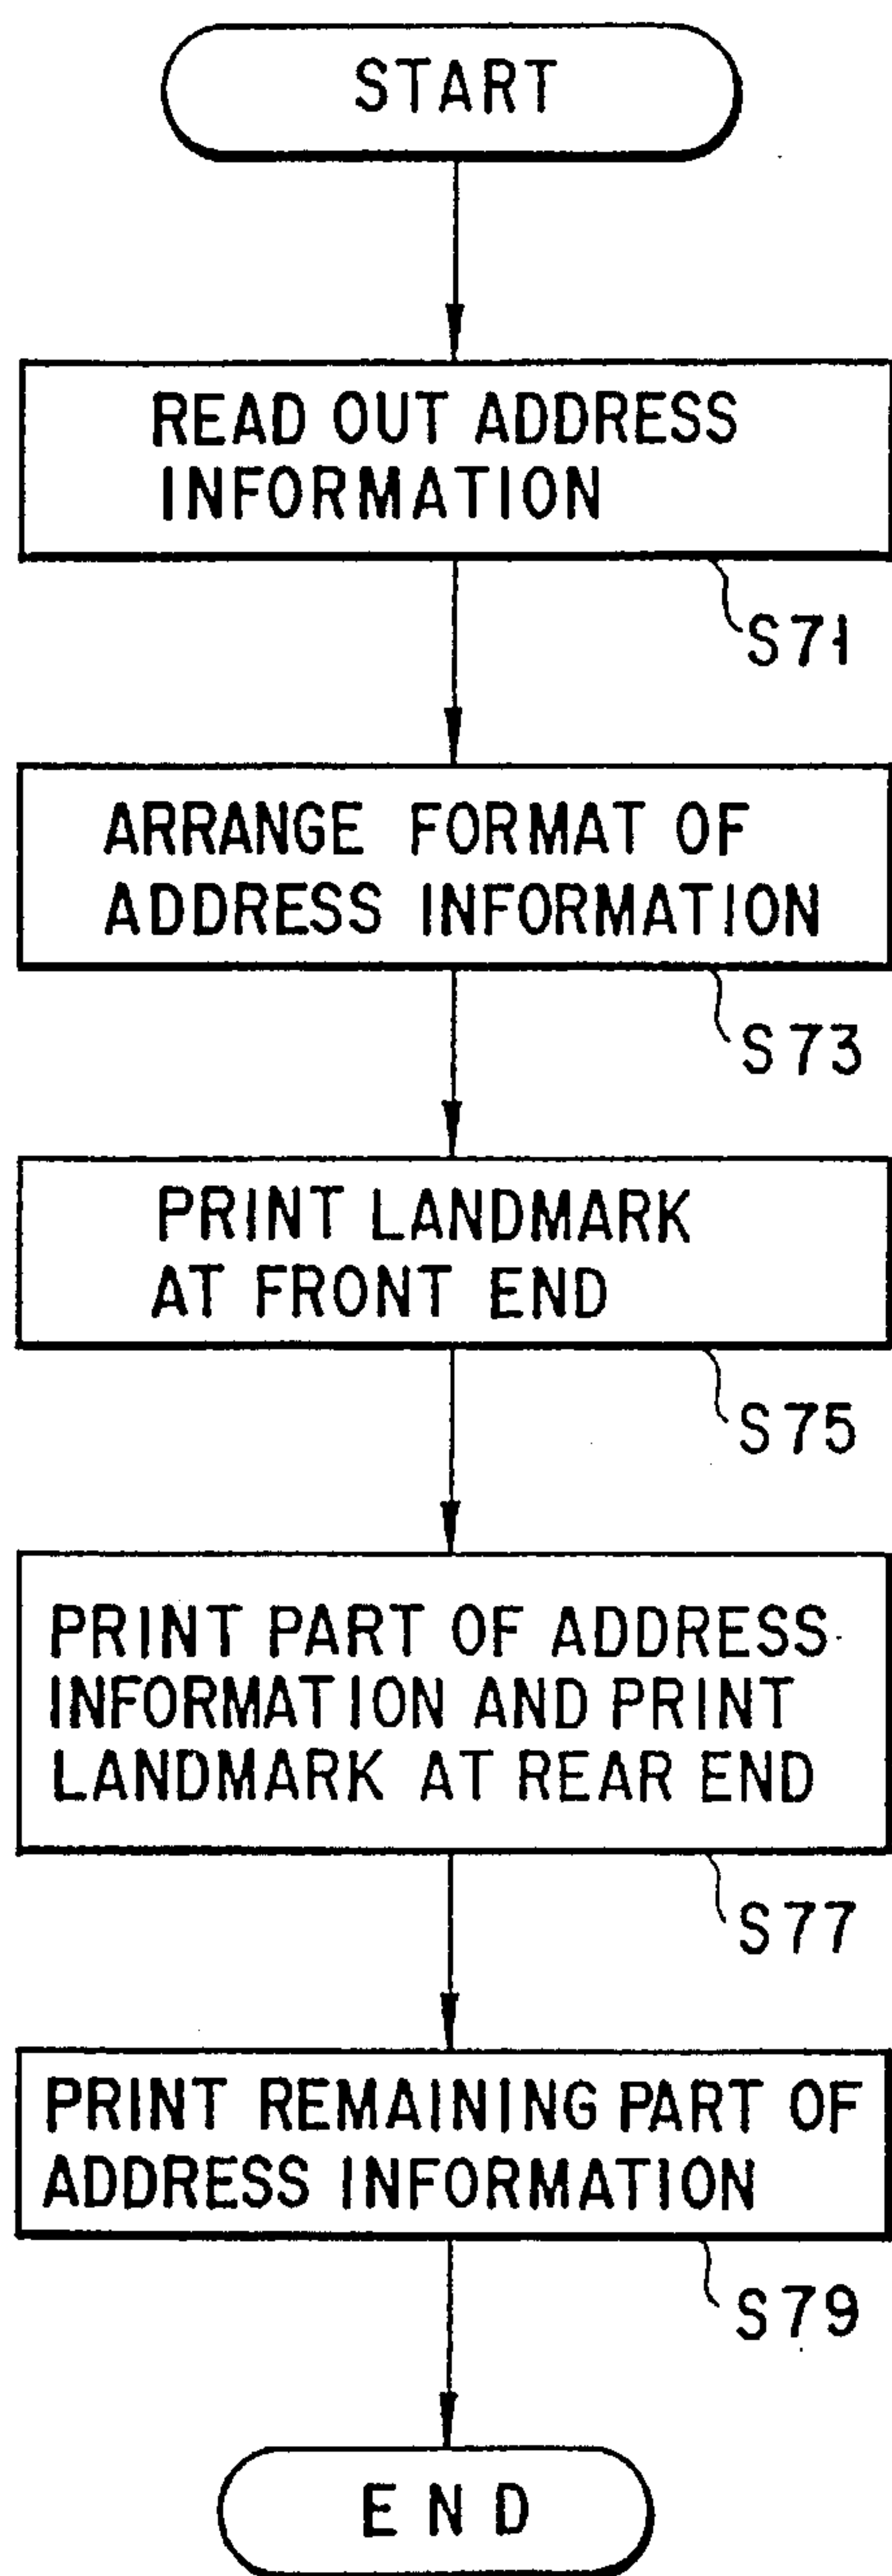 START
READ OUT ADDRESS
INFORMATION
S71
ARRANGE FORMAT OF
ADDRESS INFORMATION
S73
PRINT LANDMARK
AT FRONT END
S75
PRINT PART OF ADDRESS
INFORMATION AND PRINT
LANDMARK AT REAR END
S77
PRINT REMAINING PART OF
ADDRESS INFORMATION
S79
END